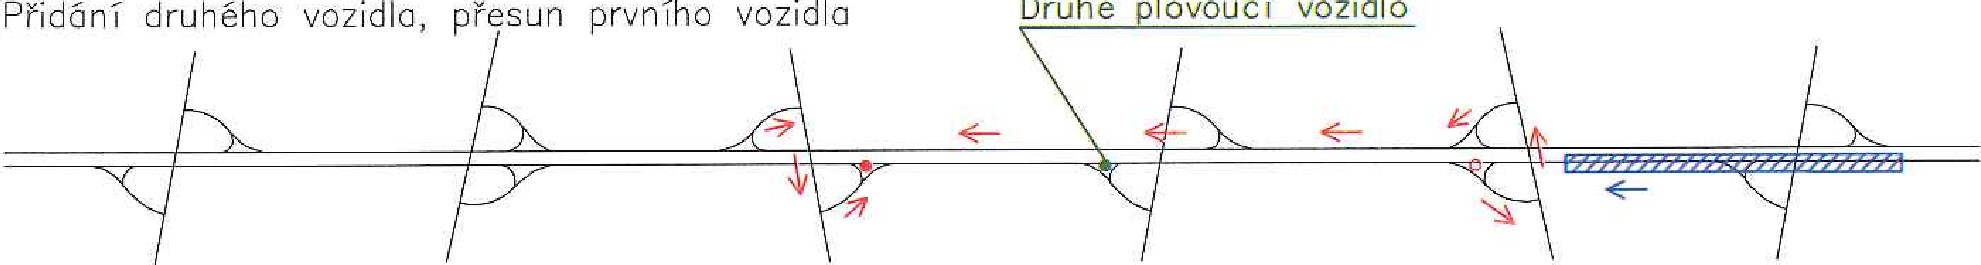 Přidání druhého vozidla, přesun prvního vozidla
Druhé plovoucí vozidlo